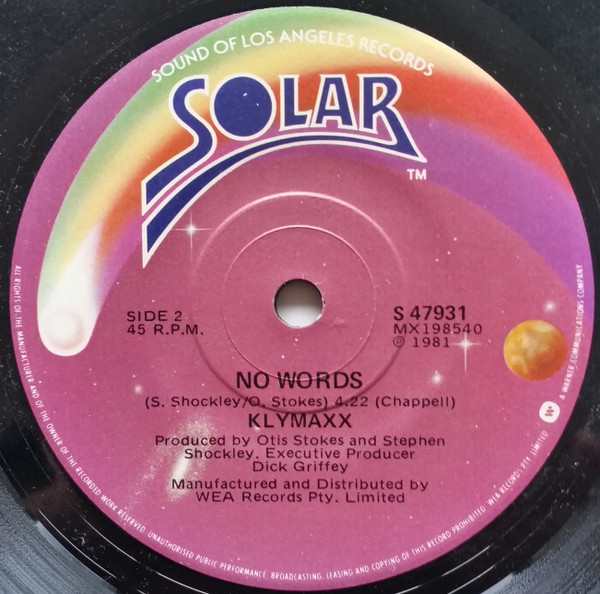 SOUND OF LOS ANGELES RECORDS
SOLAR
TM
SIDE 2
45 R.P.M.
S 47931
MX198540
℗ 1981
NO WORDS
(S. Shockley/O. Stokes) 4.22 (Chappell)
KLYMAXX
Produced by Otis Stokes and Stephen
Shockley. Executive Producer
Dick Griffey
Manufactured and Distributed by
WEA Records Pty. Limited
ALL RIGHTS OF THE MANUFACTURER AND OF THE OWNER OF THE RECORDED WORK RESERVED. UNAUTHORISED PUBLIC PERFORMANCE, BROADCASTING, LEASING AND COPYING OF THIS RECORD PROHIBITED. WEA RECORDS PTY. LIMITED
A WARNER COMMUNICATIONS COMPANY